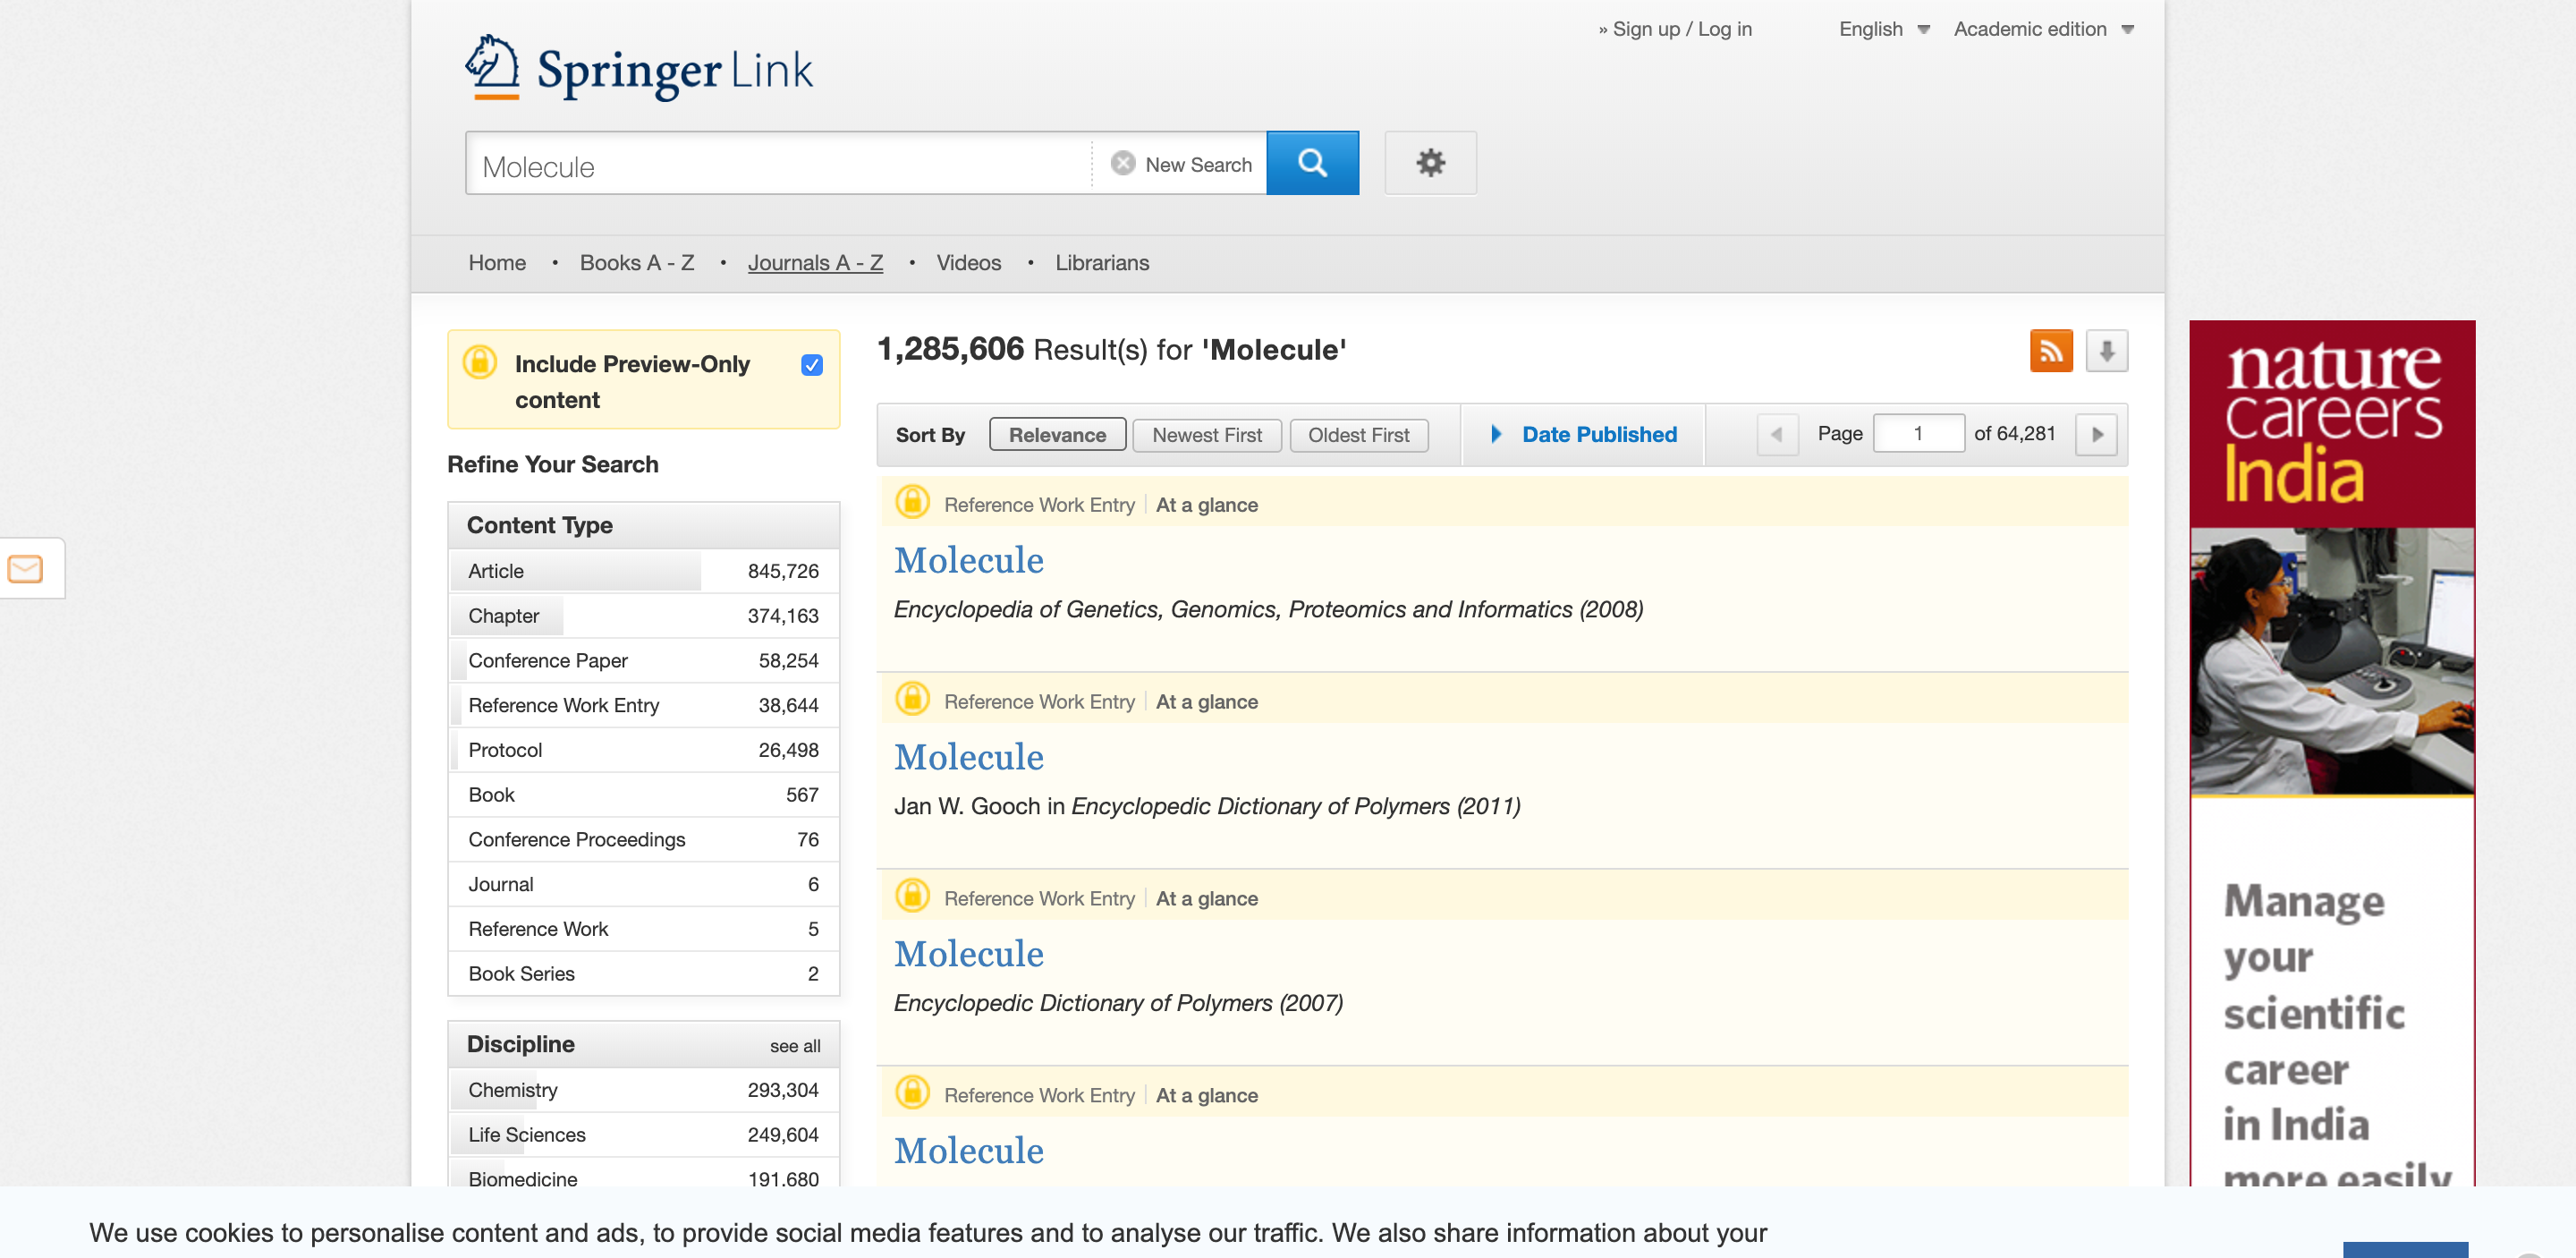 » Sign up / Log in
English
Academic edition
Springer Link
Molecule
New Search
Home • Books A - Z • Journals A - Z • Videos • Librarians
Include Preview-Only
content
Refine Your Search
Content Type
Article 845,726
Chapter 374,163
Conference Paper 58,254
Reference Work Entry 38,644
Protocol 26,498
Book 567
Conference Proceedings 76
Journal 6
Reference Work 5
Book Series 2
Discipline see all
Chemistry 293,304
Life Sciences 249,604
Biomedicine 191,680
1,285,606 Result(s) for 'Molecule'
Sort By Relevance Newest First Oldest First Date Published Page 1 of 64,281
Reference Work Entry At a glance
Molecule
Encyclopedia of Genetics, Genomics, Proteomics and Informatics (2008)
Reference Work Entry At a glance
Molecule
Jan W. Gooch in Encyclopedic Dictionary of Polymers (2011)
Reference Work Entry At a glance
Molecule
Encyclopedic Dictionary of Polymers (2007)
Reference Work Entry At a glance
Molecule
nature
careers
India
Manage
your
scientific
career
in India
more easily
We use cookies to personalise content and ads, to provide social media features and to analyse our traffic. We also share information about your